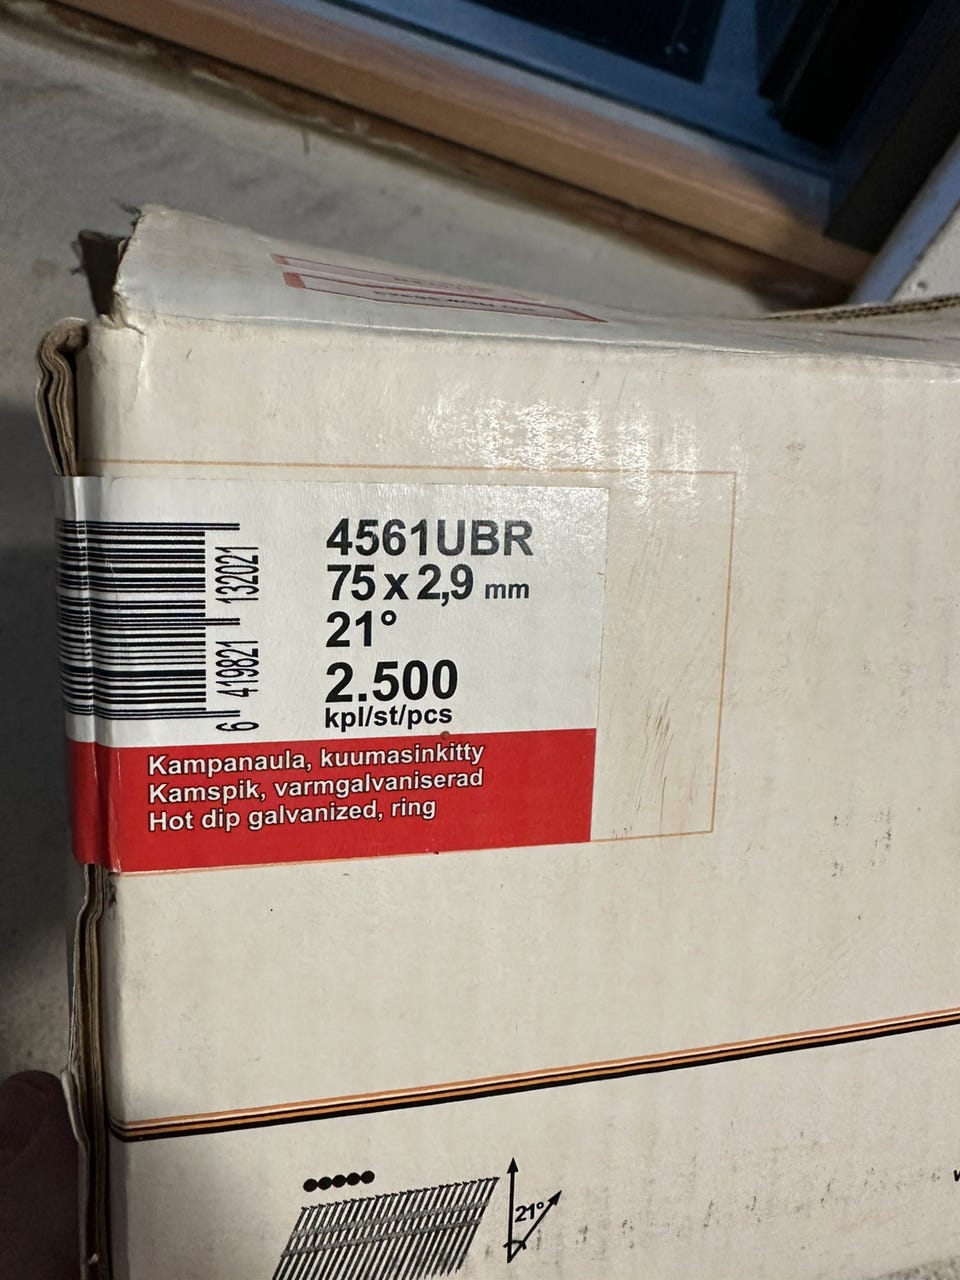 4561UBR
75 x 2,9 mm
21°
2.500
kpl/st/pcs
6 419821 132021
Kampanaula, kuumasinkitty
Kamspik, varmgalvaniserad
Hot dip galvanized, ring
21°